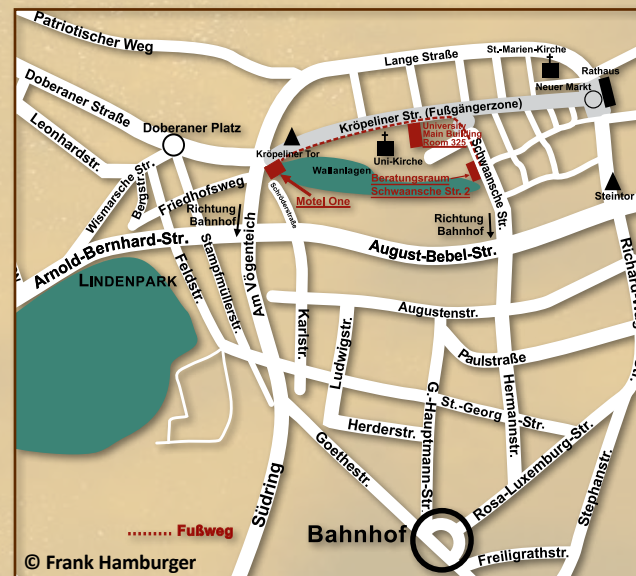 Patriotischer Weg
Lange Straße
St.-Marien-Kirche
Rathaus
Neuer Markt
Doberaner Straße
Kröpeliner Str. (Fußgängerzone)
Leonhardstr.
Doberaner Platz
University
Main Building
Room 325
Kröpeliner Tor
Uni-Kirche
Wallanlagen
Schwaansche Str.
Beratungsraum
Schwaansche Str. 2
Wismarsche Str.
Bergstr.
Friedhofsweg
Motel One
Schröderstraße
Steintor
Richtung
Bahnhof
Richtung
Bahnhof
Arnold-Bernhard-Str.
August-Bebel-Str.
Am Vögenteich
LINDENPARK
Feldstr.
Stampfmüllerstr.
Karlstr.
Augustenstr.
Ludwigstr.
Paulstraße
G.-Hauptmann-Str.
Hermannstr.
St.-Georg -Str.
Herderstr.
Goethestr.
Rosa-Luxemburg-Str.
Stephanstr.
Südring
Fußweg
Bahnhof
Freiligrathstr.
© Frank Hamburger